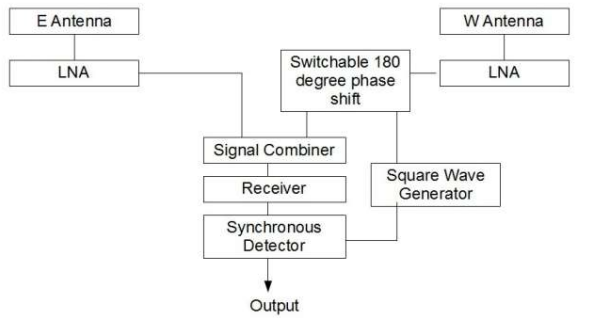 E Antenna
W Antenna
LNA
Switchable 180
degree phase
shift
LNA
Signal Combiner
Receiver
Square Wave
Generator
Synchronous
Detector
Output